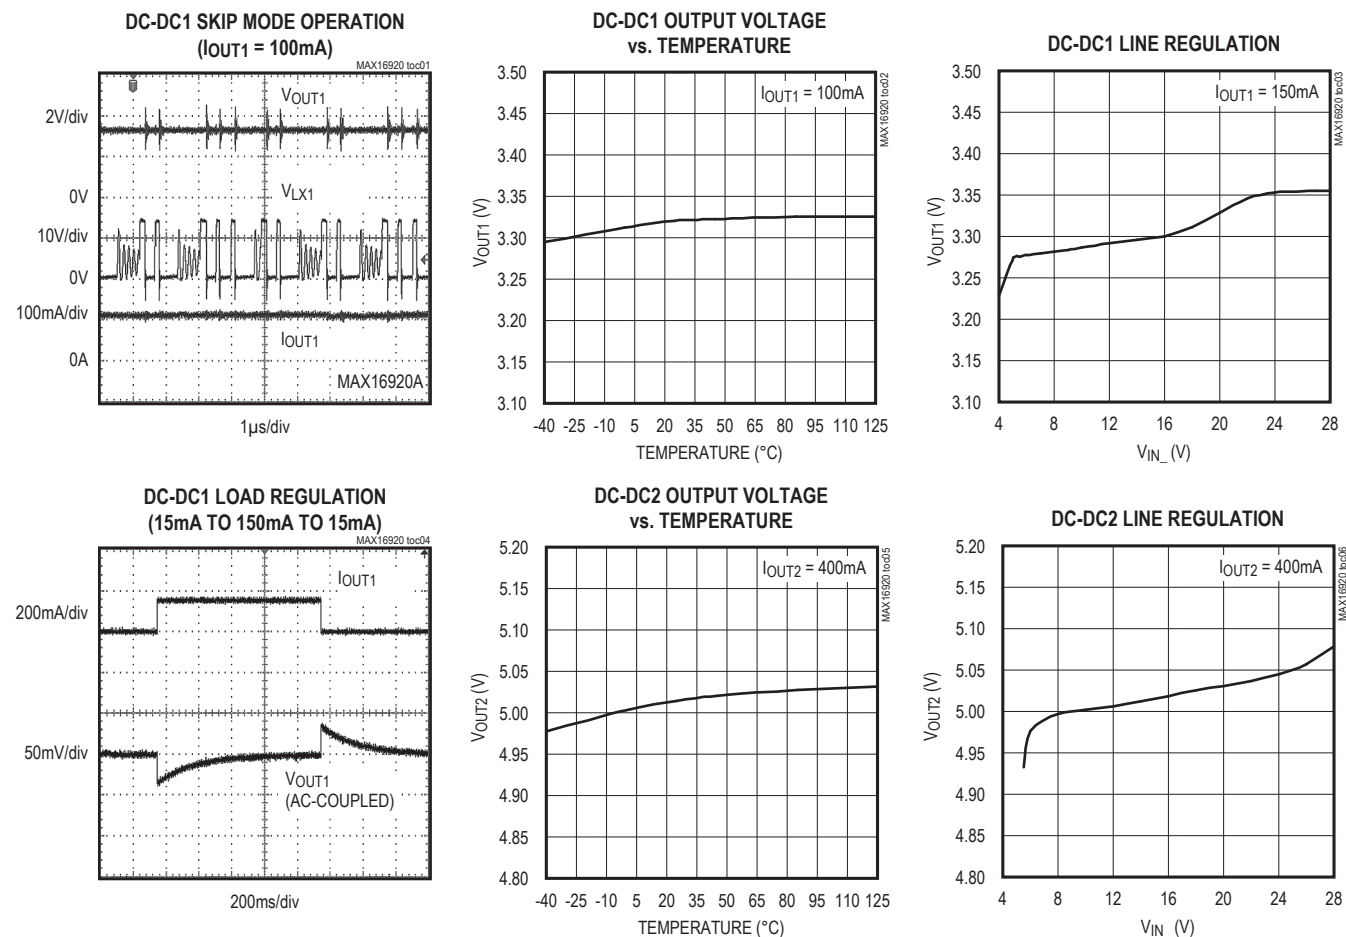 DC-DC1 SKIP MODE OPERATION
(IOUT1 = 100mA)
MAX16920 toc01
VOUT1
2V/div
0V
VLX1
10V/div
0V
100mA/div
IOUT1
0A
MAX16920A
1µs/div
DC-DC1 OUTPUT VOLTAGE
vs. TEMPERATURE
MAX16920 toc02
IOUT1 = 100mA
3.50
3.45
3.40
3.35
3.30
3.25
3.20
3.15
3.10
VOUT1 (V)
-40 -25 -10 5 20 35 50 65 80 95 110 125
TEMPERATURE (°C)
DC-DC1 LINE REGULATION
MAX16920 toc03
IOUT1 = 150mA
3.50
3.45
3.40
3.35
3.30
3.25
3.20
3.15
3.10
VOUT1 (V)
4 8 12 16 20 24 28
VIN_ (V)
DC-DC1 LOAD REGULATION
(15mA TO 150mA TO 15mA)
MAX16920 toc04
IOUT1
200mA/div
50mV/div
VOUT1
(AC-COUPLED)
200ms/div
DC-DC2 OUTPUT VOLTAGE
vs. TEMPERATURE
MAX16920 toc05
IOUT2 = 400mA
5.20
5.15
5.10
5.05
5.00
4.95
4.90
4.85
4.80
VOUT2 (V)
-40 -25 -10 5 20 35 50 65 80 95 110 125
TEMPERATURE (°C)
DC-DC2 LINE REGULATION
MAX16920 toc06
IOUT2 = 400mA
5.20
5.15
5.10
5.05
5.00
4.95
4.90
4.85
4.80
VOUT2 (V)
4 8 12 16 20 24 28
VIN_ (V)